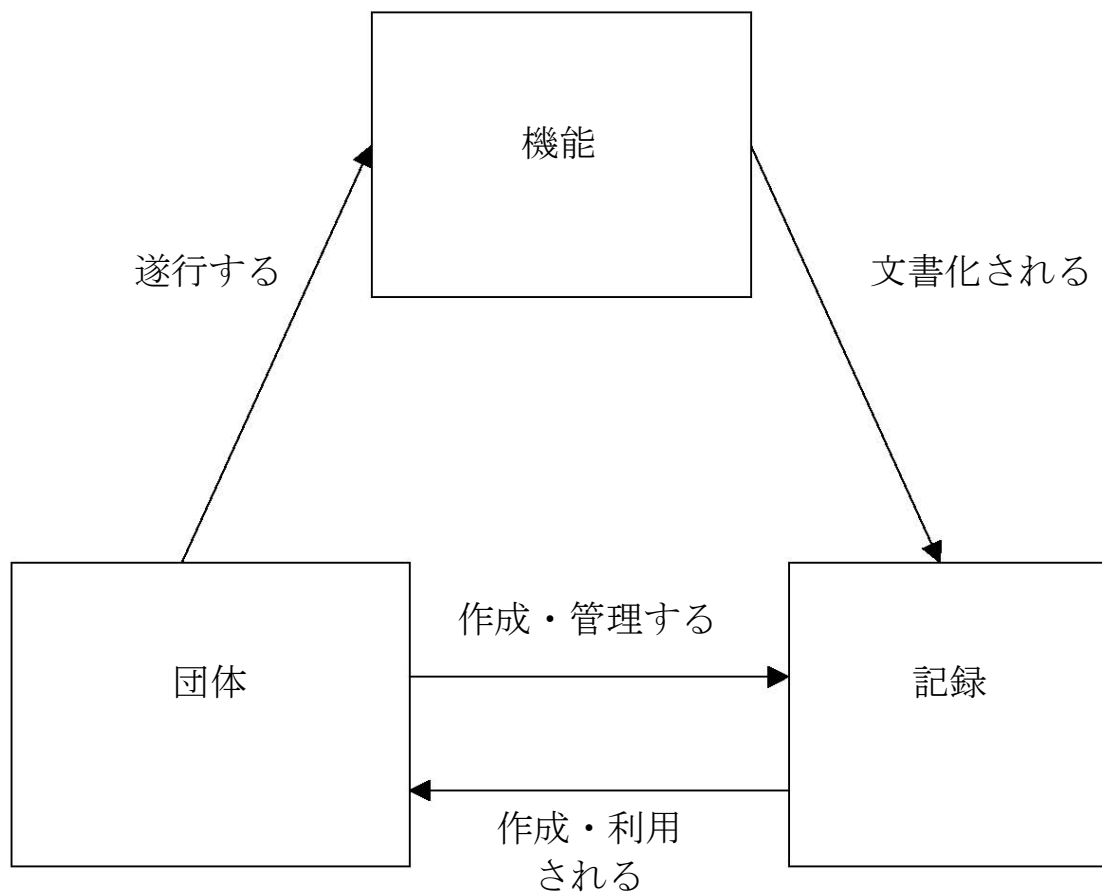 機能
遂行する
文書化される
作成・管理する
団体
記録
作成・利用
される